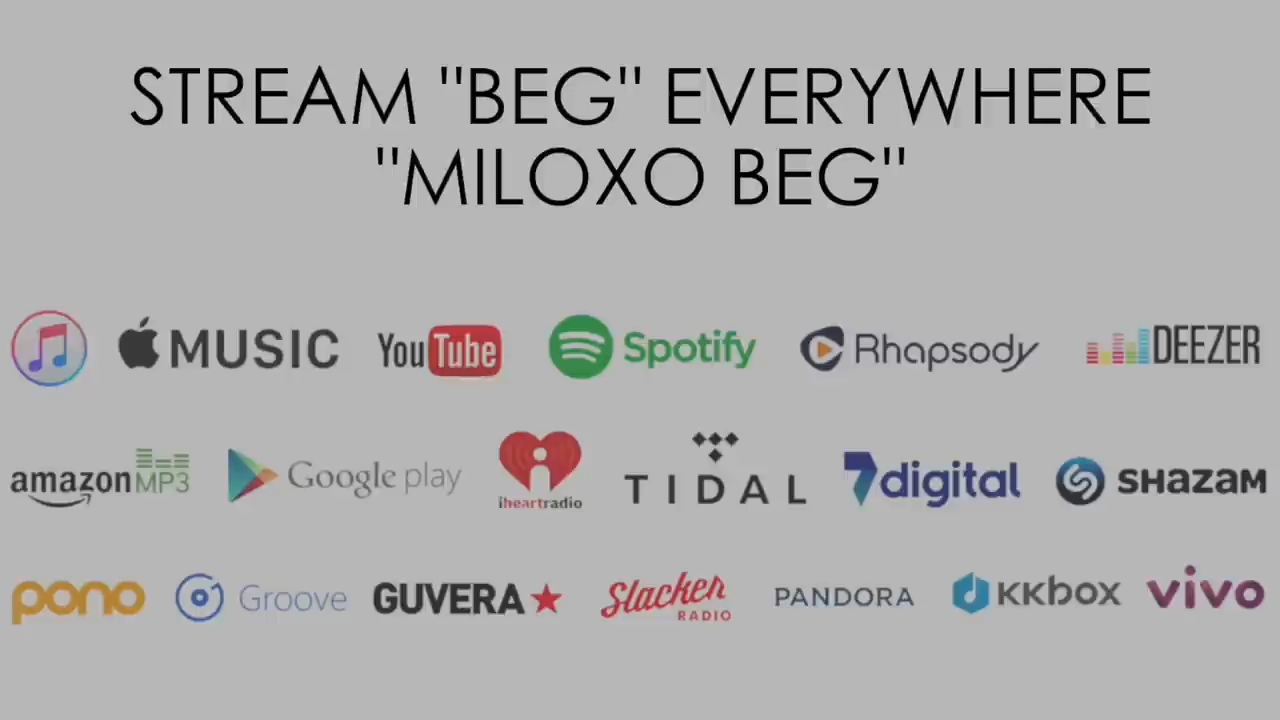 STREAM "BEG" EVERYWHERE
"MILOXO BEG"
MUSIC YouTube Spotify Rhapsody DEEZER
amazonMP3 Google play iheartradio TIDAL 7digital SHAZAM
pono Groove GUVERA Slacker RADIO PANDORA KKBOX vivo